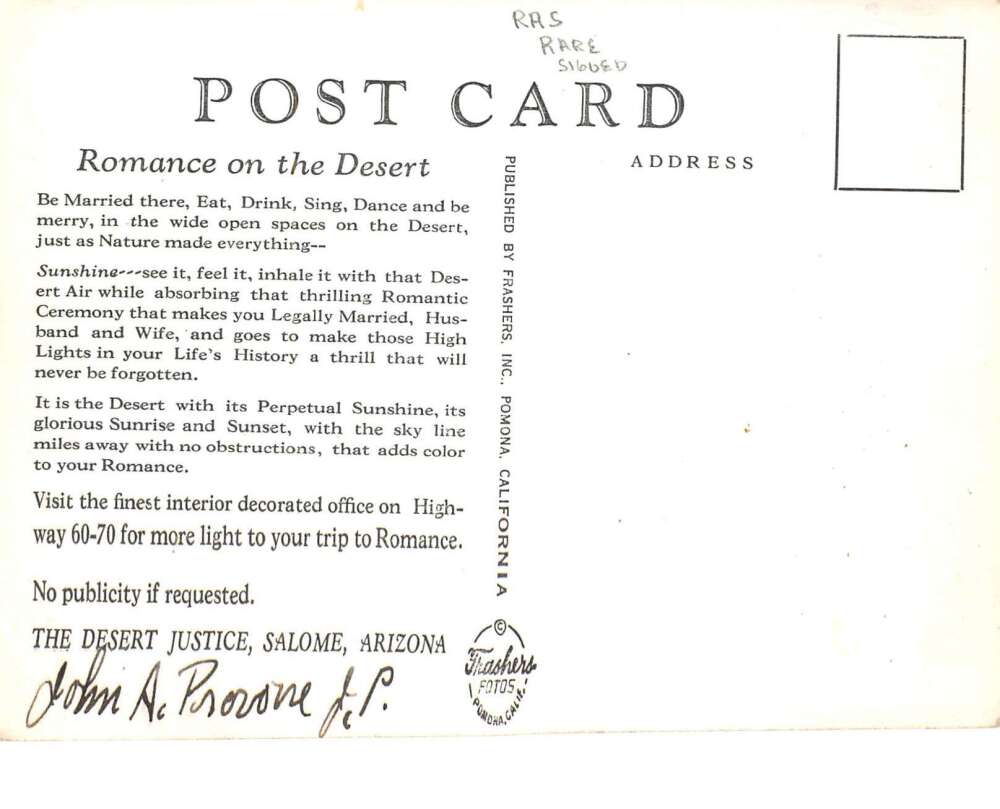 RAS
RARE
SIGNED
POST CARD
Romance on the Desert
Be Married there, Eat, Drink, Sing, Dance and be
merry, in the wide open spaces on the Desert,
just as Nature made everything--
Sunshine---see it, feel it, inhale it with that Des-
ert Air while absorbing that thrilling Romantic
Ceremony that makes you Legally Married, Hus-
band and Wife, and goes to make those High
Lights in your Life's History a thrill that will
never be forgotten.
It is the Desert with its Perpetual Sunshine, its
glorious Sunrise and Sunset, with the sky line
miles away with no obstructions, that adds color
to your Romance.
Visit the finest interior decorated office on High-
way 60-70 for more light to your trip to Romance.
No publicity if requested.
THE DESERT JUSTICE, SALOME, ARIZONA
John A. J.P.
PUBLISHED BY FRASHERS, INC., POMONA, CALIFORNIA
©
Frashers
FOTOS
POMONA, CALIF.
ADDRESS